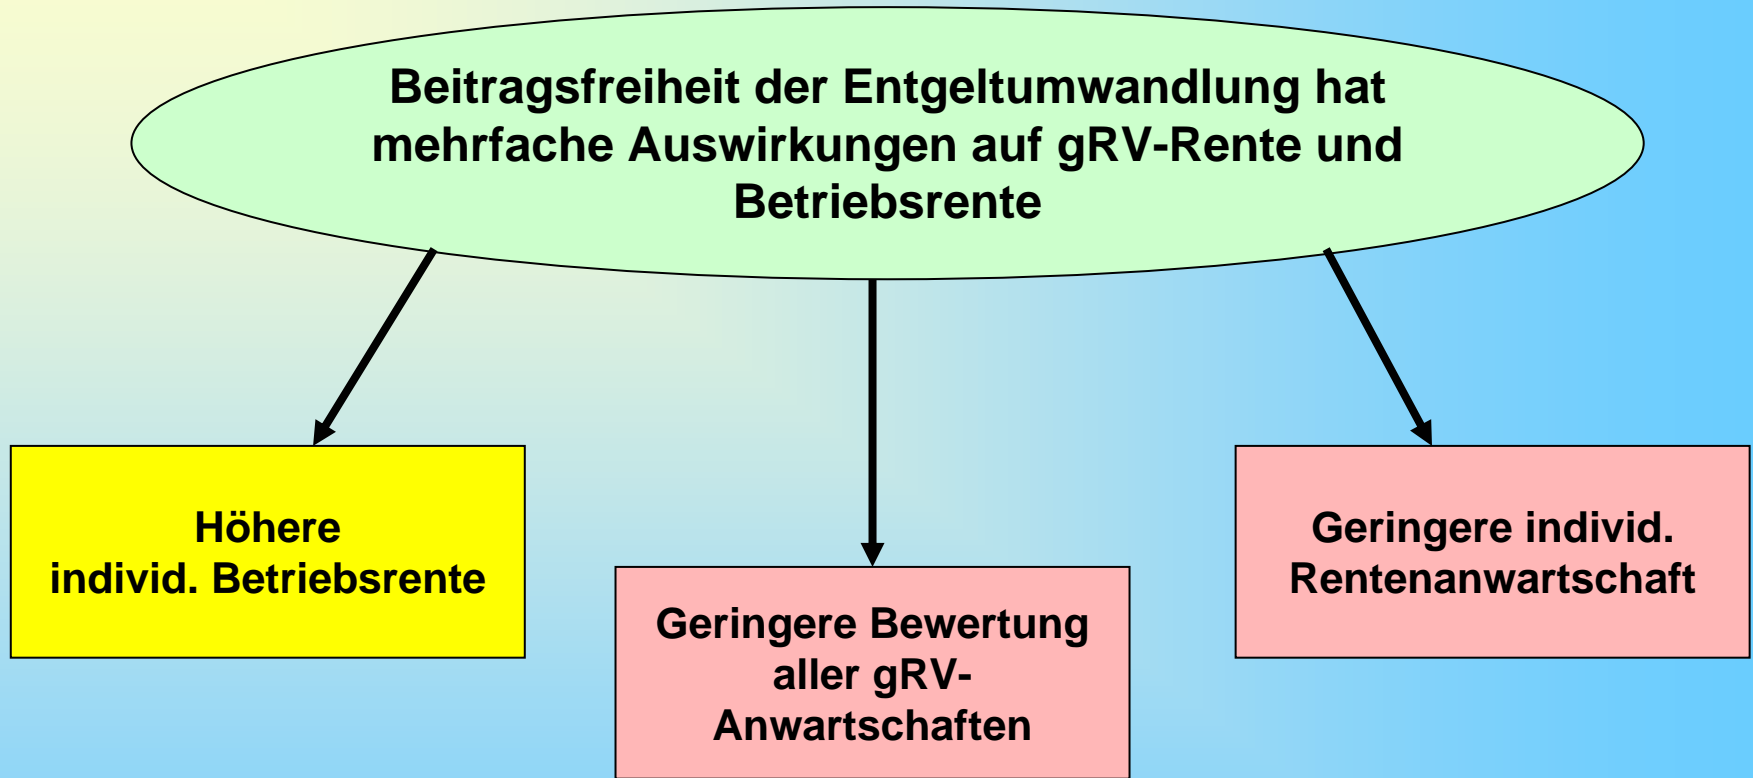 Beitragsfreiheit der Entgeltumwandlung hat
mehrfache Auswirkungen auf gRV-Rente und
Betriebsrente
Höhere
individ. Betriebsrente
Geringere Bewertung
aller gRV-
Anwartschaften
Geringere individ.
Rentenanwartschaft